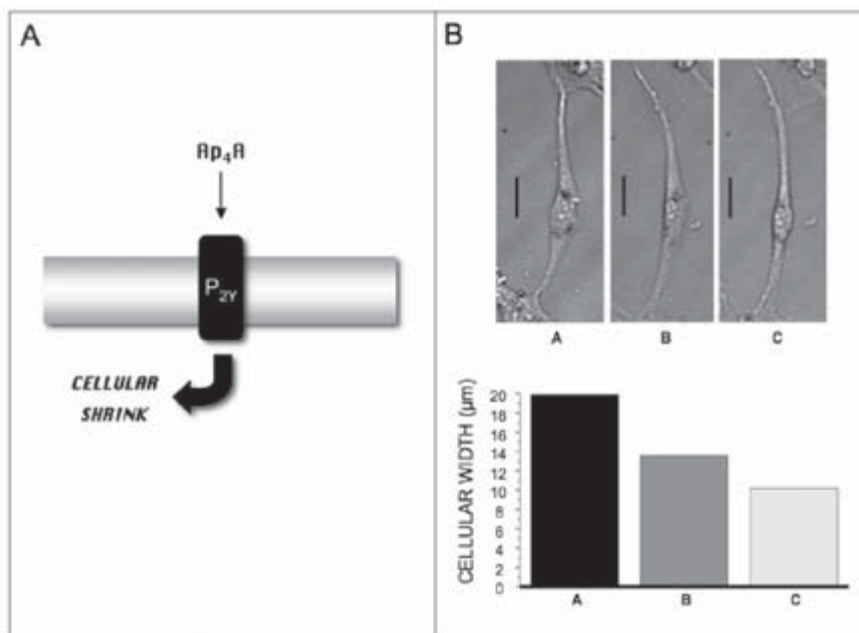 A
Ap₄A
P₂Y
CELLULAR
SHRINK
B
A B C
CELLULAR WIDTH (µm)
20
18
16
14
12
10
8
6
4
2
0
A B C